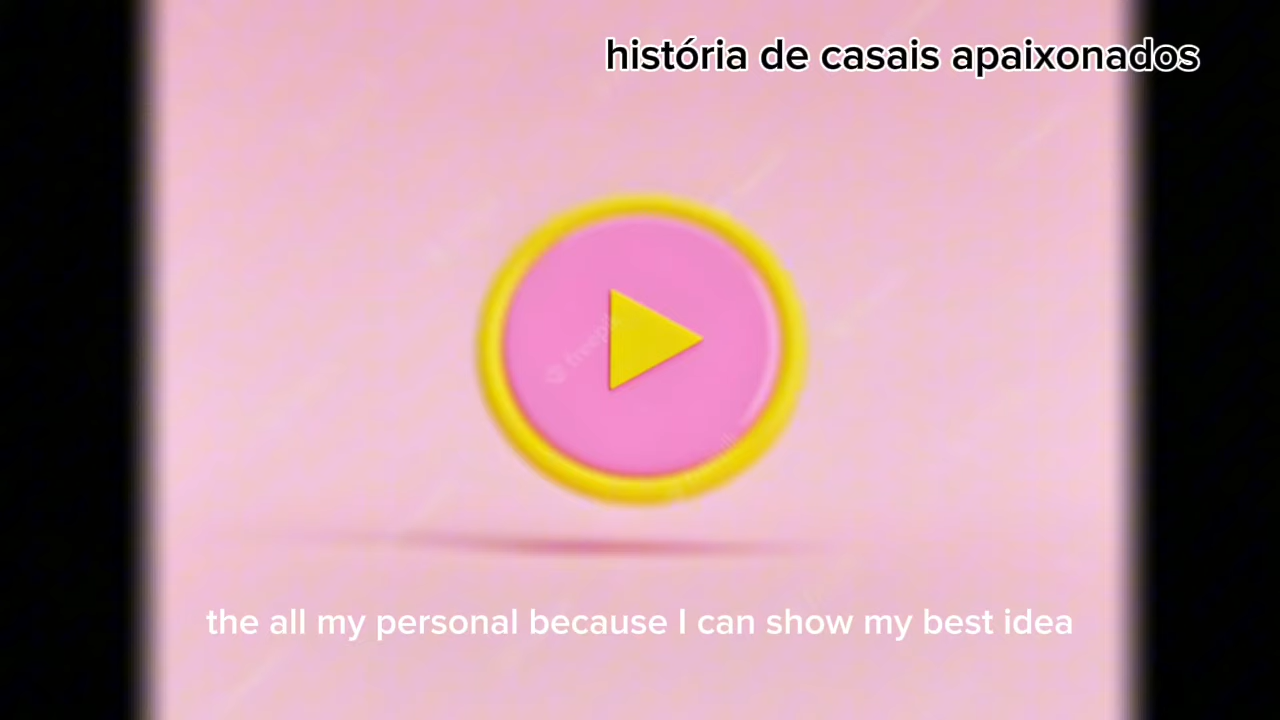 história de casais apaixonados
the all my personal because I can show my best idea